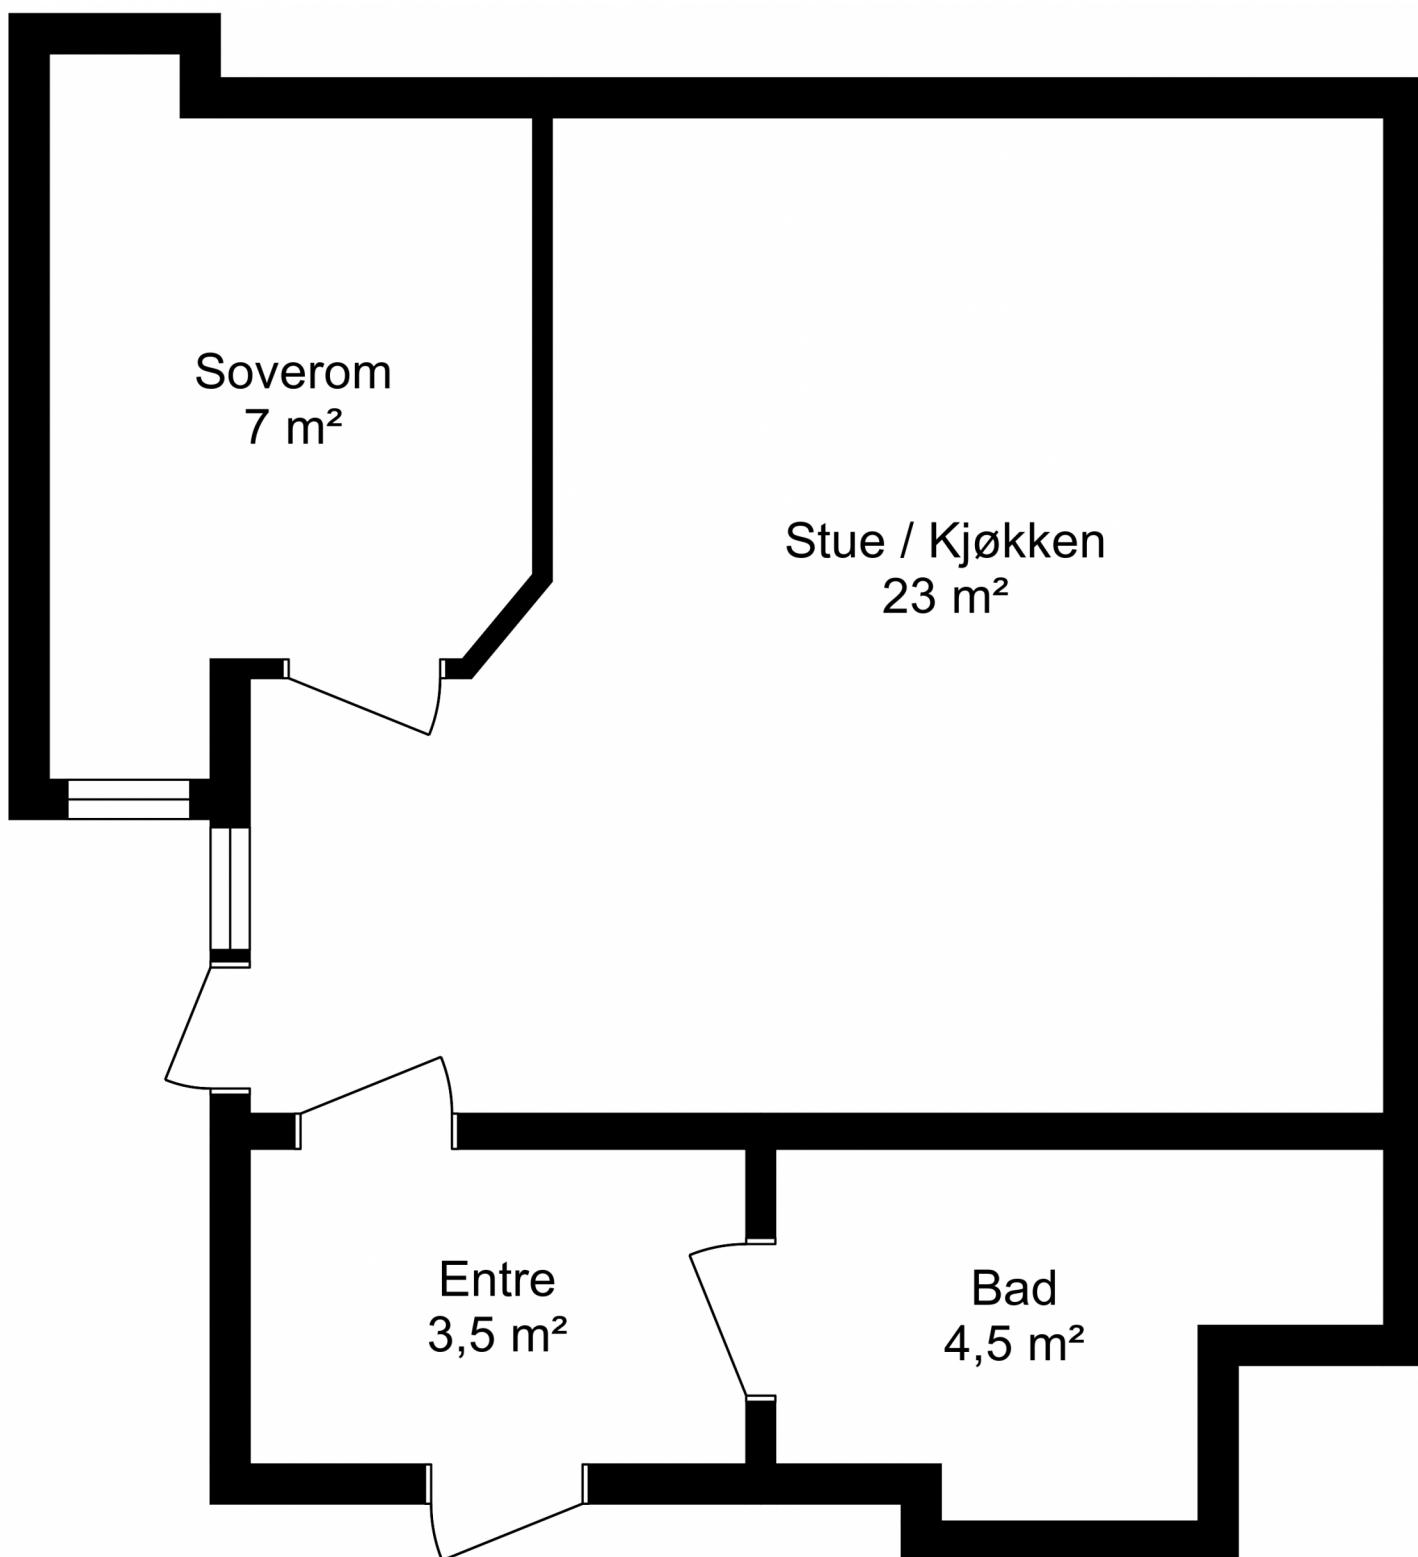 Soverom
7 m²
Stue / Kjøkken
23 m²
Entre
3,5 m²
Bad
4,5 m²